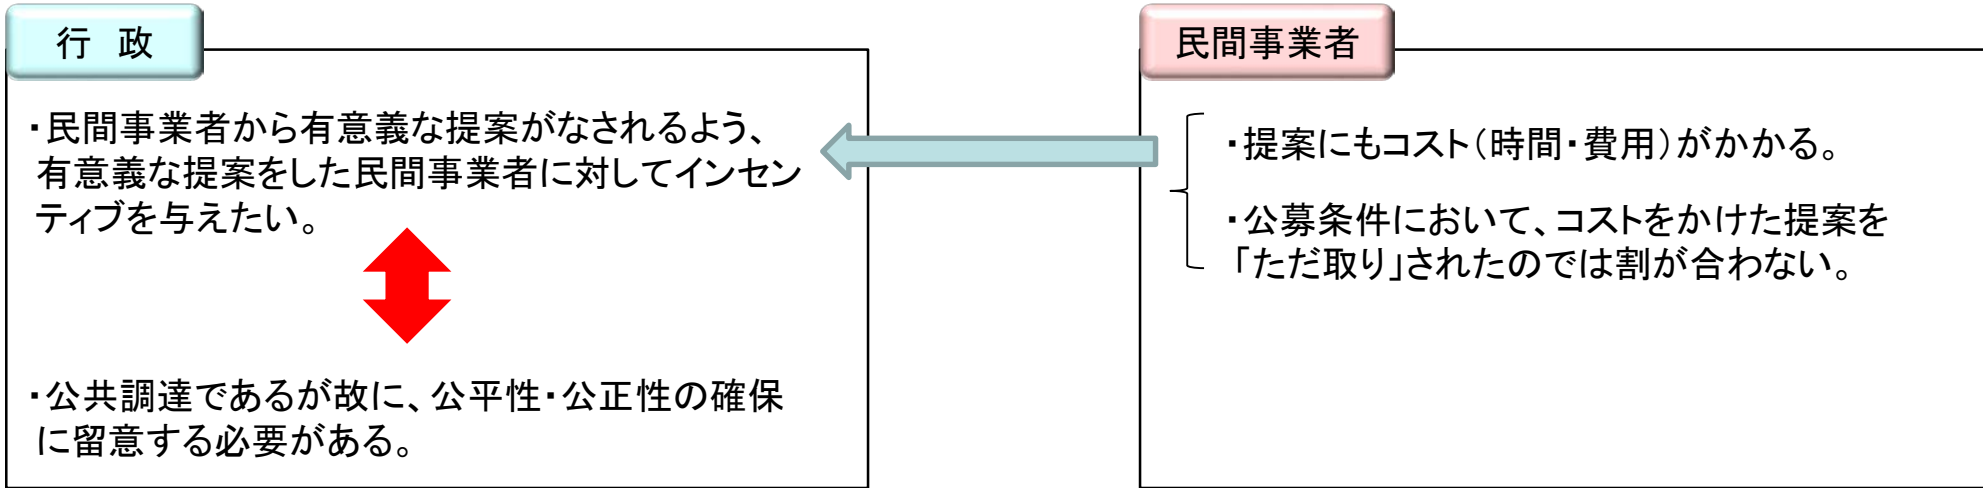 行 政
・民間事業者から有意義な提案がなされるよう、
有意義な提案をした民間事業者に対してインセン
ティブを与えたい。
・公共調達であるが故に、公平性・公正性の確保
に留意する必要がある。
民間事業者
・提案にもコスト（時間・費用）がかかる。
・公募条件において、コストをかけた提案を
「ただ取り」されたのでは割が合わない。